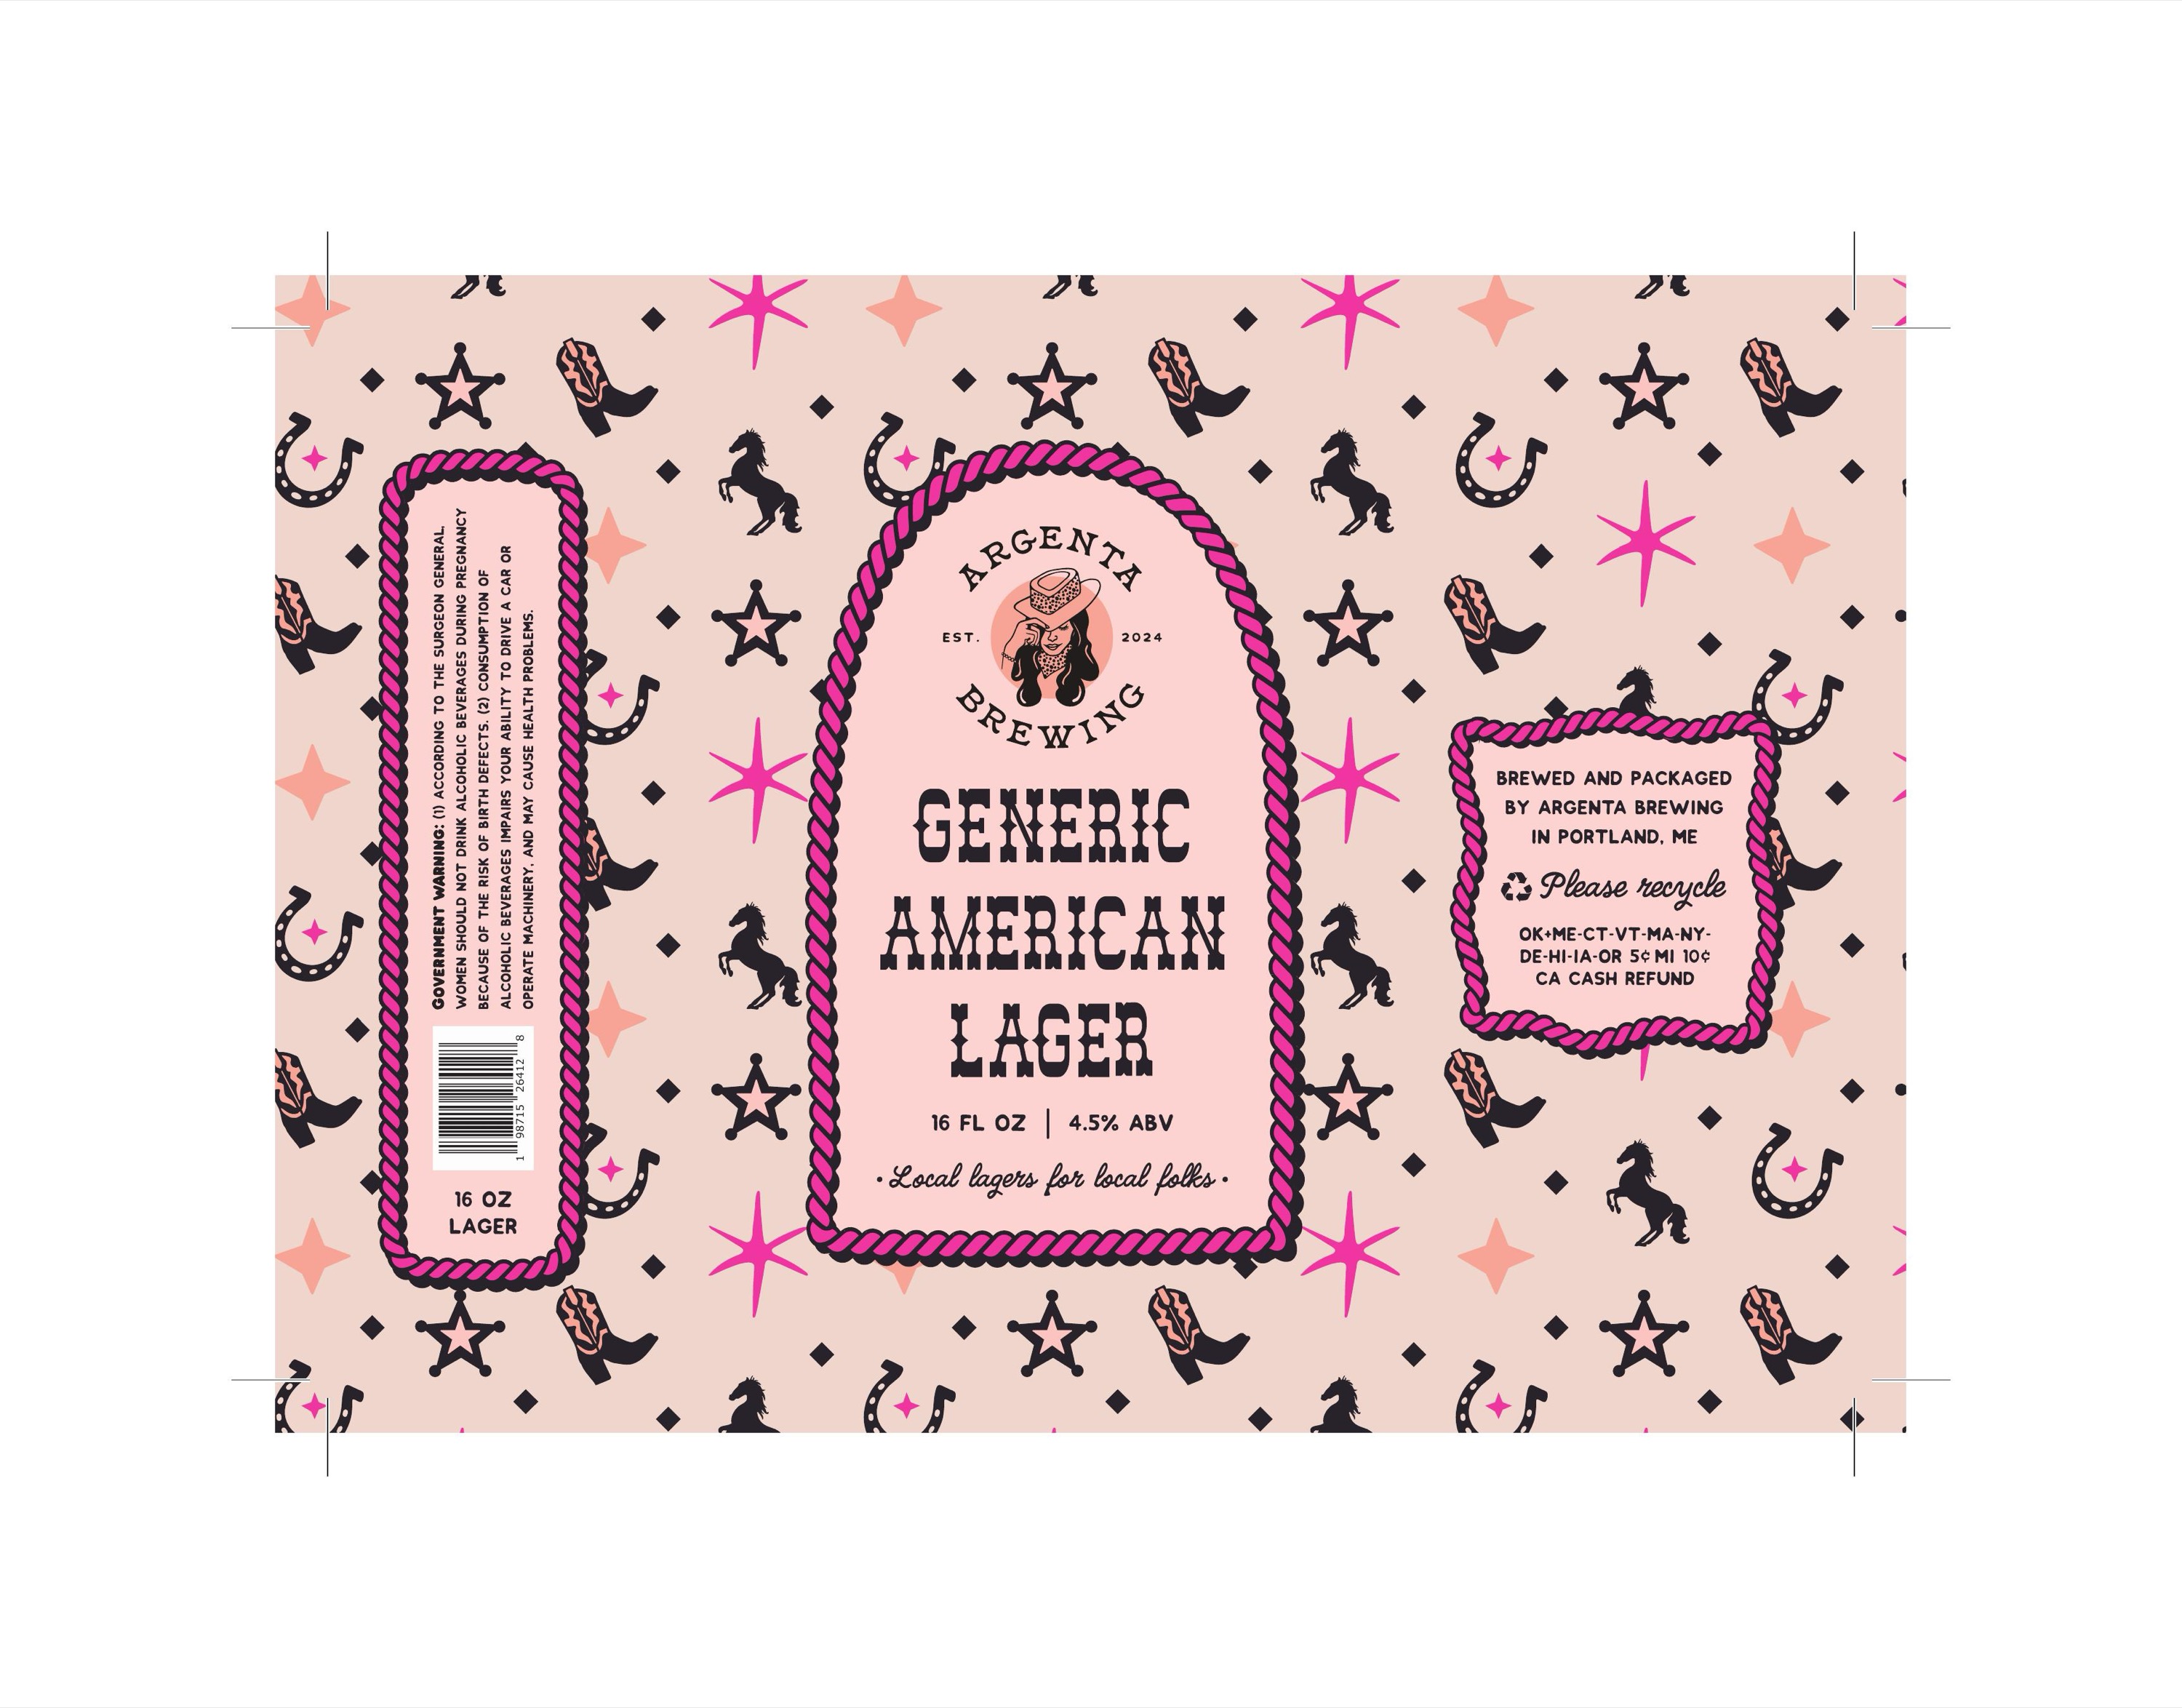 GOVERNMENT WARNING: (1) ACCORDING TO THE SURGEON GENERAL,
WOMEN SHOULD NOT DRINK ALCOHOLIC BEVERAGES DURING PREGNANCY
BECAUSE OF THE RISK OF BIRTH DEFECTS. (2) CONSUMPTION OF
ALCOHOLIC BEVERAGES IMPAIRS YOUR ABILITY TO DRIVE A CAR OR
OPERATE MACHINERY, AND MAY CAUSE HEALTH PROBLEMS.
1 98715 26412 8
16 OZ
LAGER
ARGENTA
EST. 2024
BREWING
GENERIC
AMERICAN
LAGER
16 FL OZ | 4.5% ABV
• Local lagers for local folks •
BREWED AND PACKAGED
BY ARGENTA BREWING
IN PORTLAND, ME
Please recycle
OK+ME-CT-VT-MA-NY-
DE-HI-IA-OR 5¢ MI 10¢
CA CASH REFUND